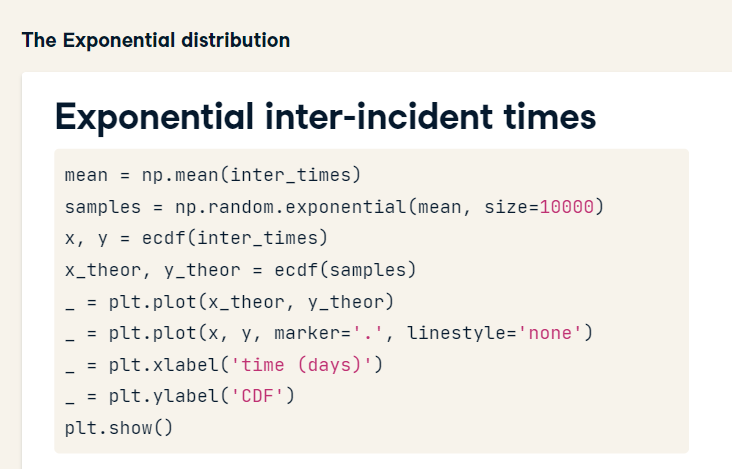 The Exponential distribution
Exponential inter-incident times
mean = np.mean(inter_times)
samples = np.random.exponential(mean, size=10000)
x, y = ecdf(inter_times)
x_theor, y_theor = ecdf(samples)
_ = plt.plot(x_theor, y_theor)
_ = plt.plot(x, y, marker='.', linestyle='none')
_ = plt.xlabel('time (days)')
_ = plt.ylabel('CDF')
plt.show()